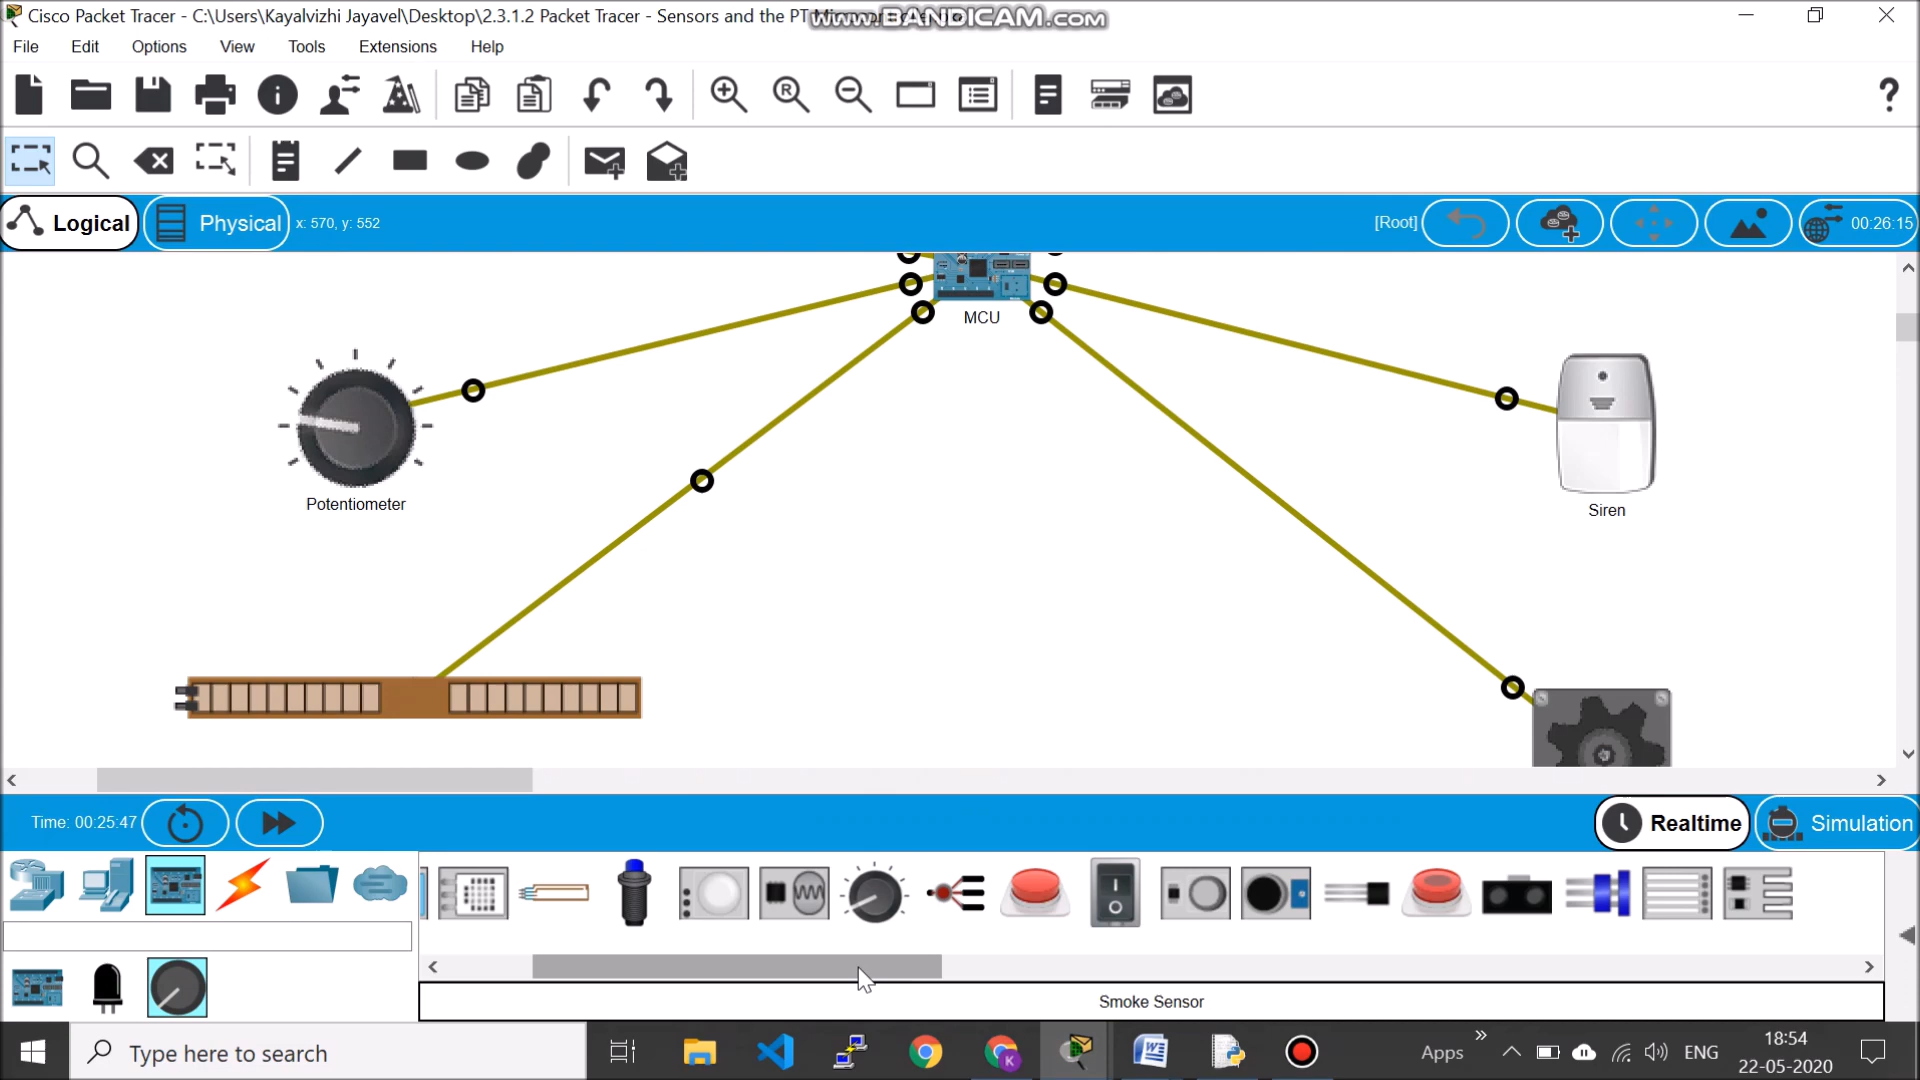 Cisco Packet Tracer - C:\Users\Kayalvizhi Jayavel\Desktop\2.3.1.2 Packet Tracer - Sensors and the PT
www.BANDICAM.com
File Edit Options View Tools Extensions Help
R
?
Logical Physical x: 570, y: 552 [Root] 00:26:15
MCU
Potentiometer
Siren
Time: 00:25:47 Realtime Simulation
Smoke Sensor
Type here to search K W Apps ENG 18:54
22-05-2020